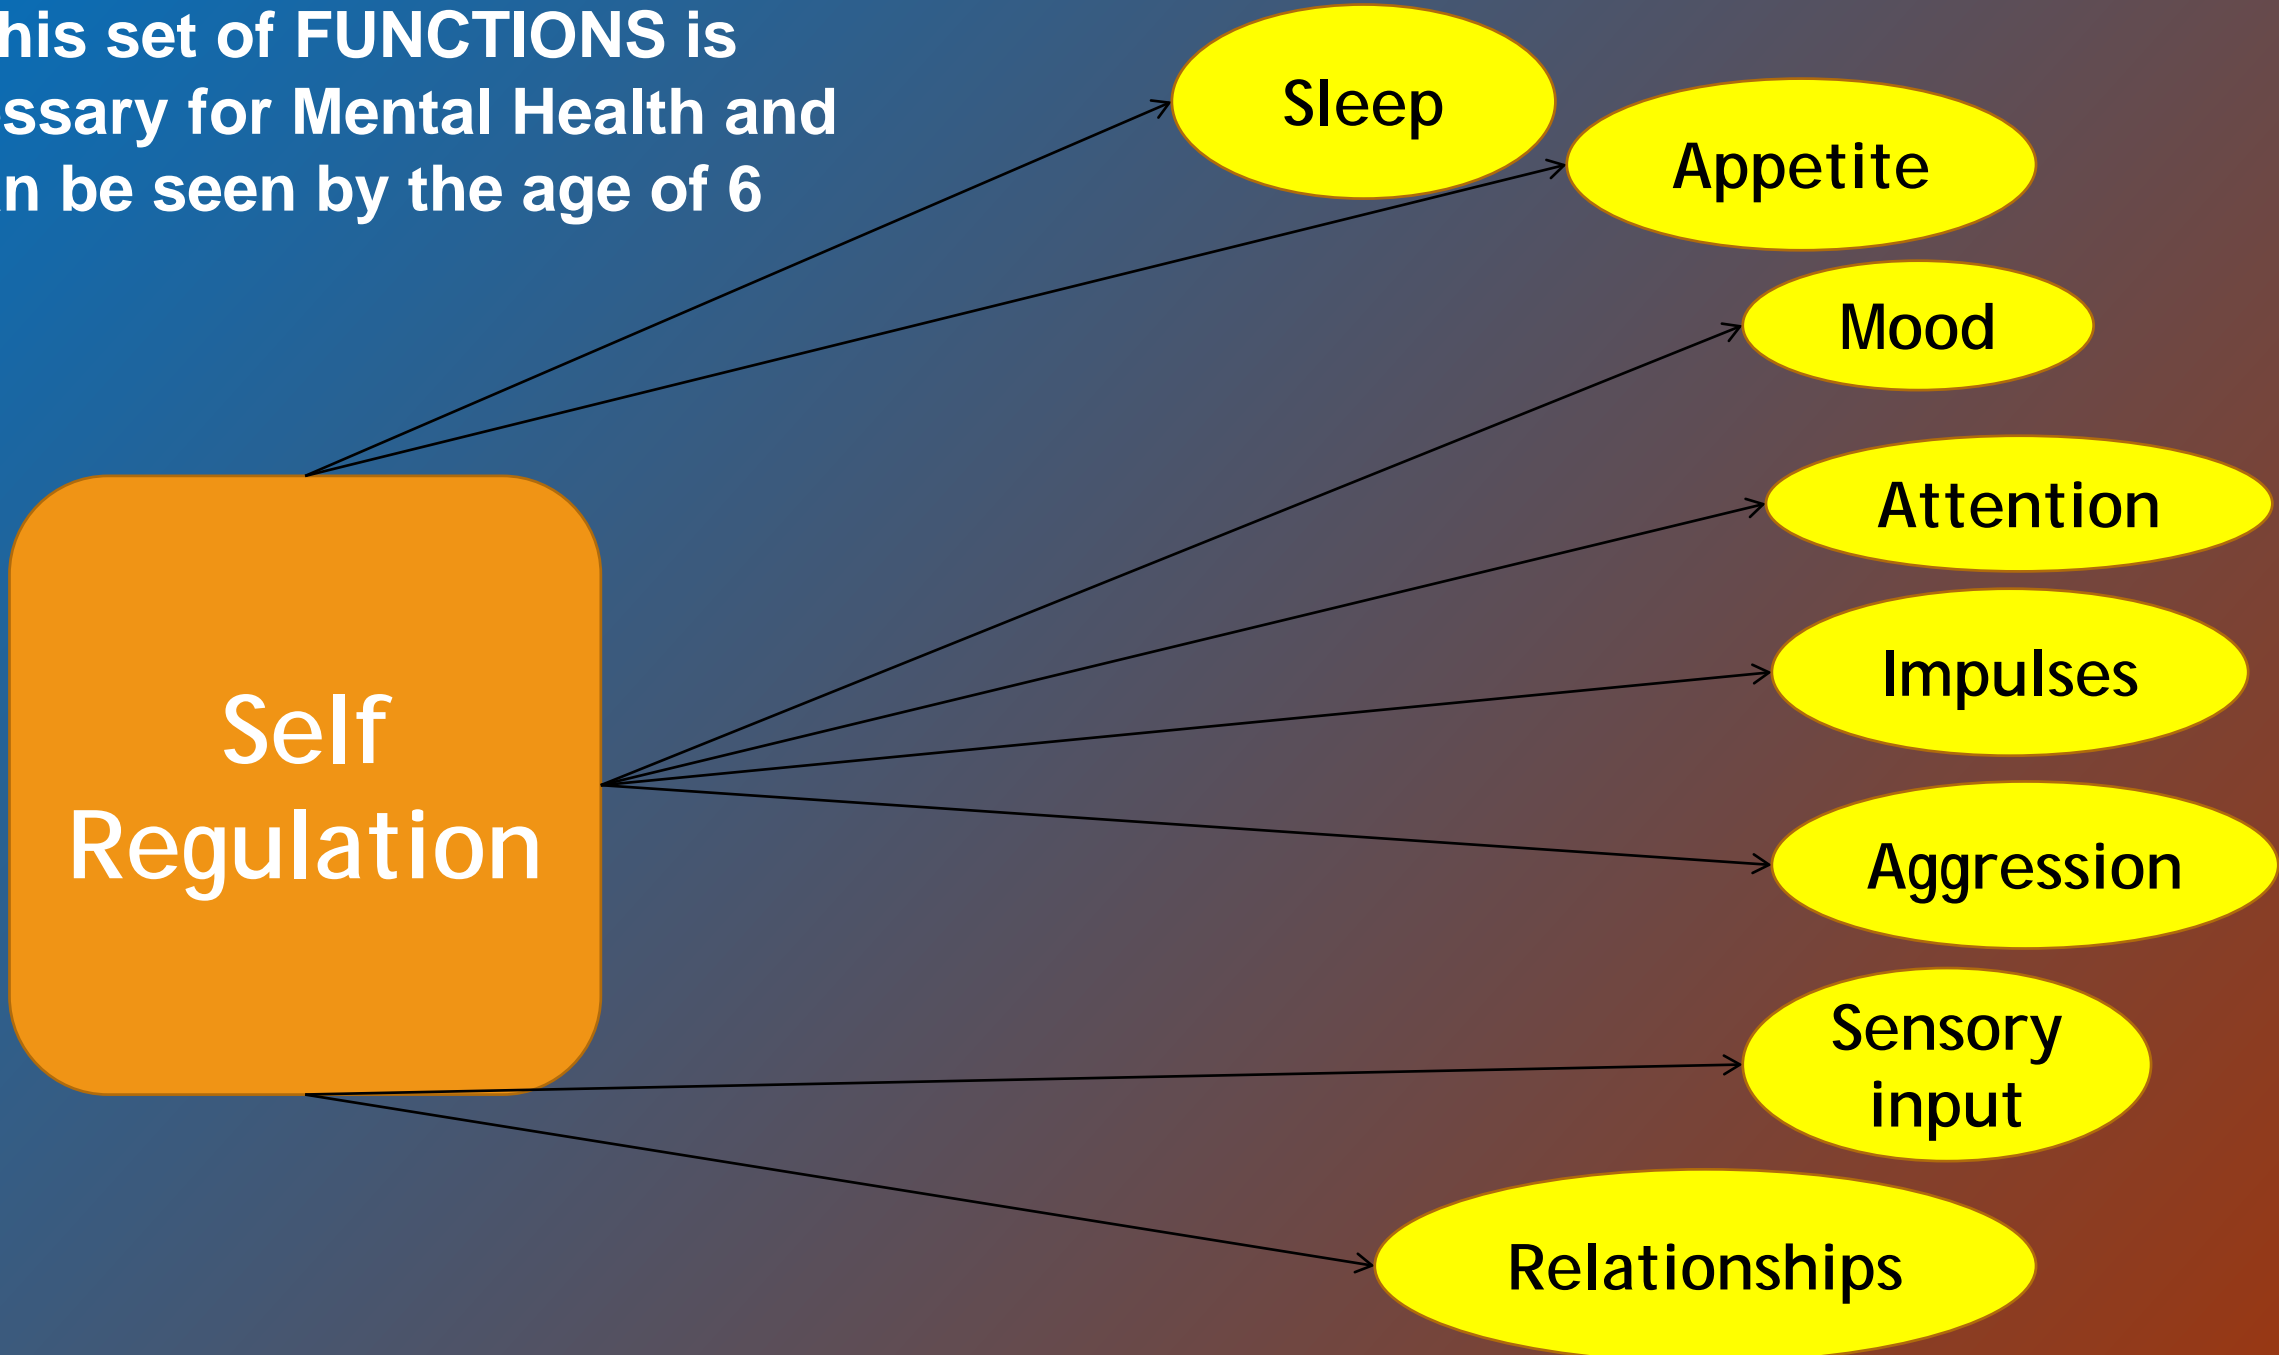 his set of FUNCTIONS is
ssary for Mental Health and
n be seen by the age of 6
Sleep
Appetite
Mood
Attention
Self
Regulation
Impulses
Aggression
Sensory
input
Relationships